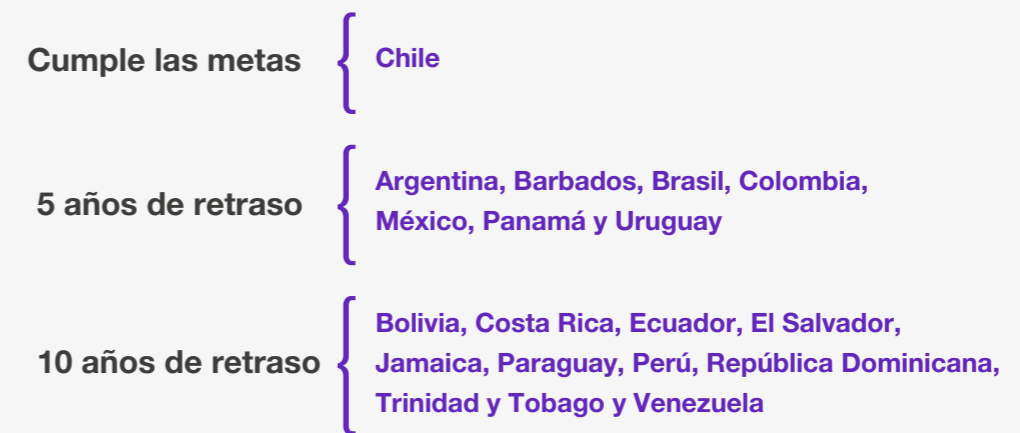 Cumple las metas
Chile
5 años de retraso
Argentina, Barbados, Brasil, Colombia,
México, Panamá y Uruguay
10 años de retraso
Bolivia, Costa Rica, Ecuador, El Salvador,
Jamaica, Paraguay, Perú, República Dominicana,
Trinidad y Tobago y Venezuela